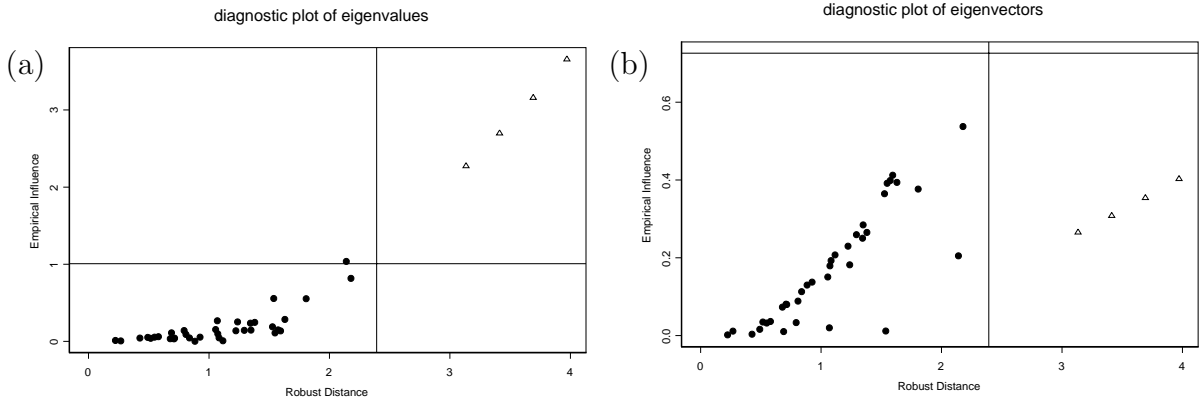 diagnostic plot of eigenvalues
(a)
Empirical Influence
3
2
1
0
0 1 2 3 4
Robust Distance
diagnostic plot of eigenvectors
(b)
Empirical Influence
0.6
0.4
0.2
0.0
0 1 2 3 4
Robust Distance